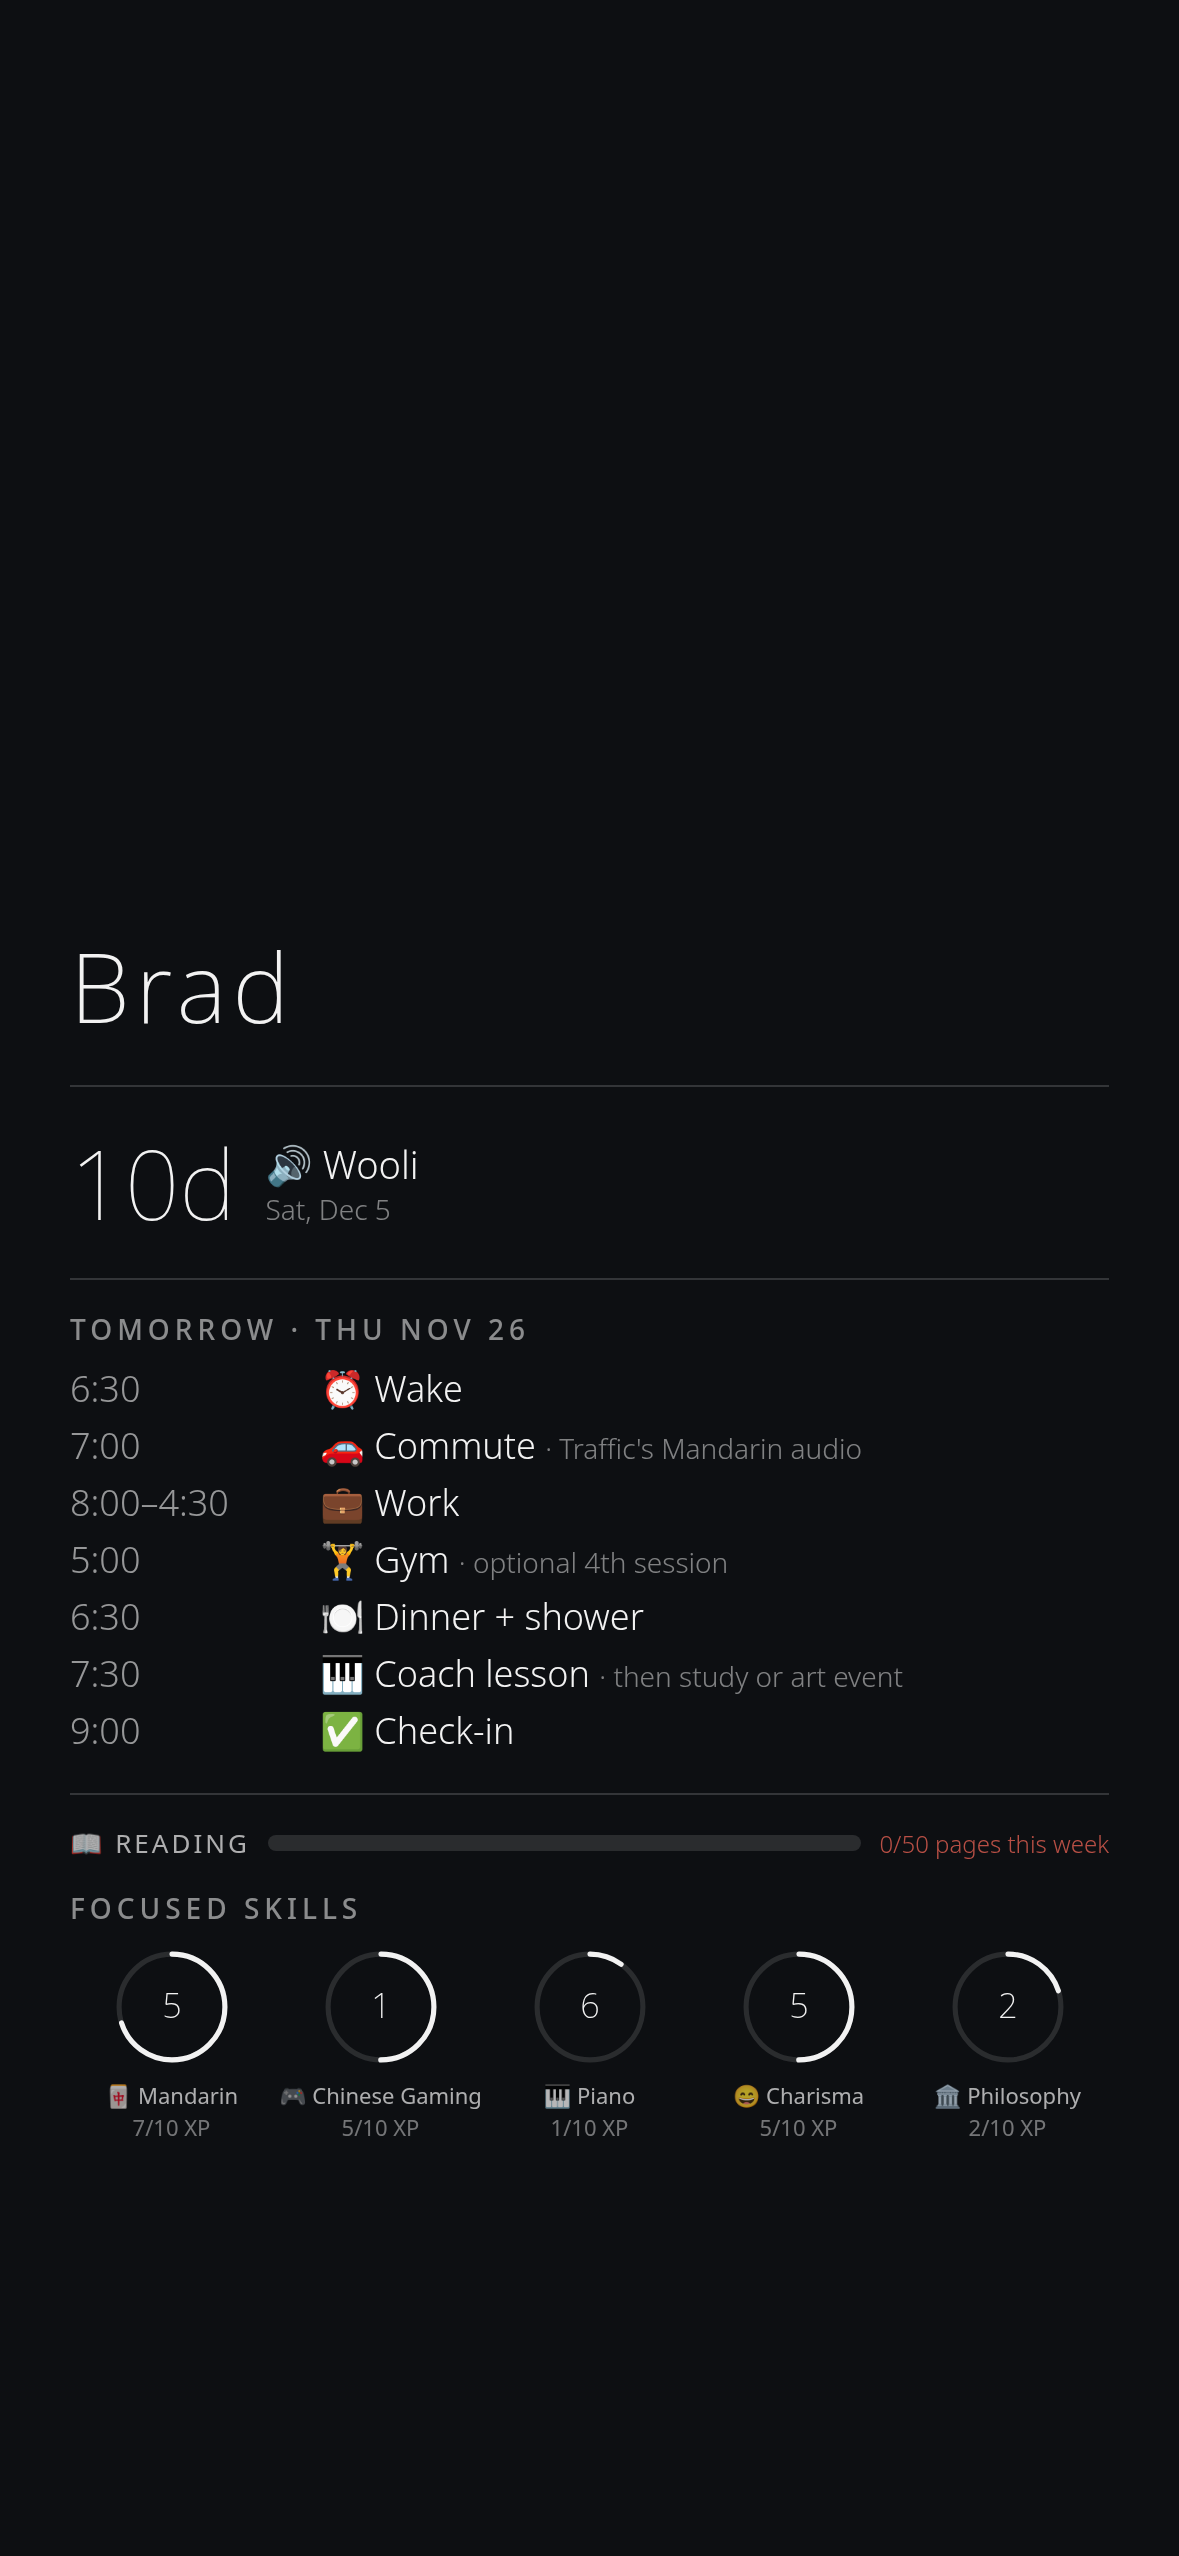 Brad
10d
🔊 Wooli
Sat, Dec 5
TOMORROW · THU NOV 26
6:30 ⏰ Wake
7:00 🚗 Commute · Traffic's Mandarin audio
8:00–4:30 💼 Work
5:00 🏋️ Gym · optional 4th session
6:30 🍽️ Dinner + shower
7:30 🎹 Coach lesson · then study or art event
9:00 ✅ Check-in
📖 READING 0/50 pages this week
FOCUSED SKILLS
5 1 6 5 2
🀄 Mandarin 🎮 Chinese Gaming 🎹 Piano 😄 Charisma 🏛️ Philosophy
7/10 XP 5/10 XP 1/10 XP 5/10 XP 2/10 XP